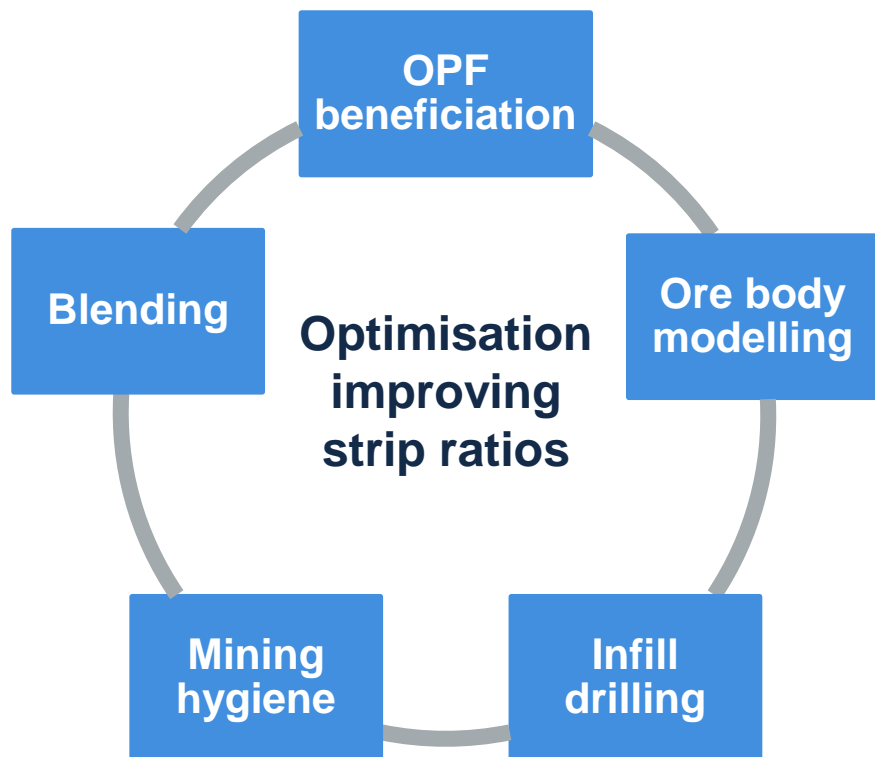 OPF
beneficiation
Ore body
modelling
Infill
drilling
Mining
hygiene
Blending
Optimisation
improving
strip ratios